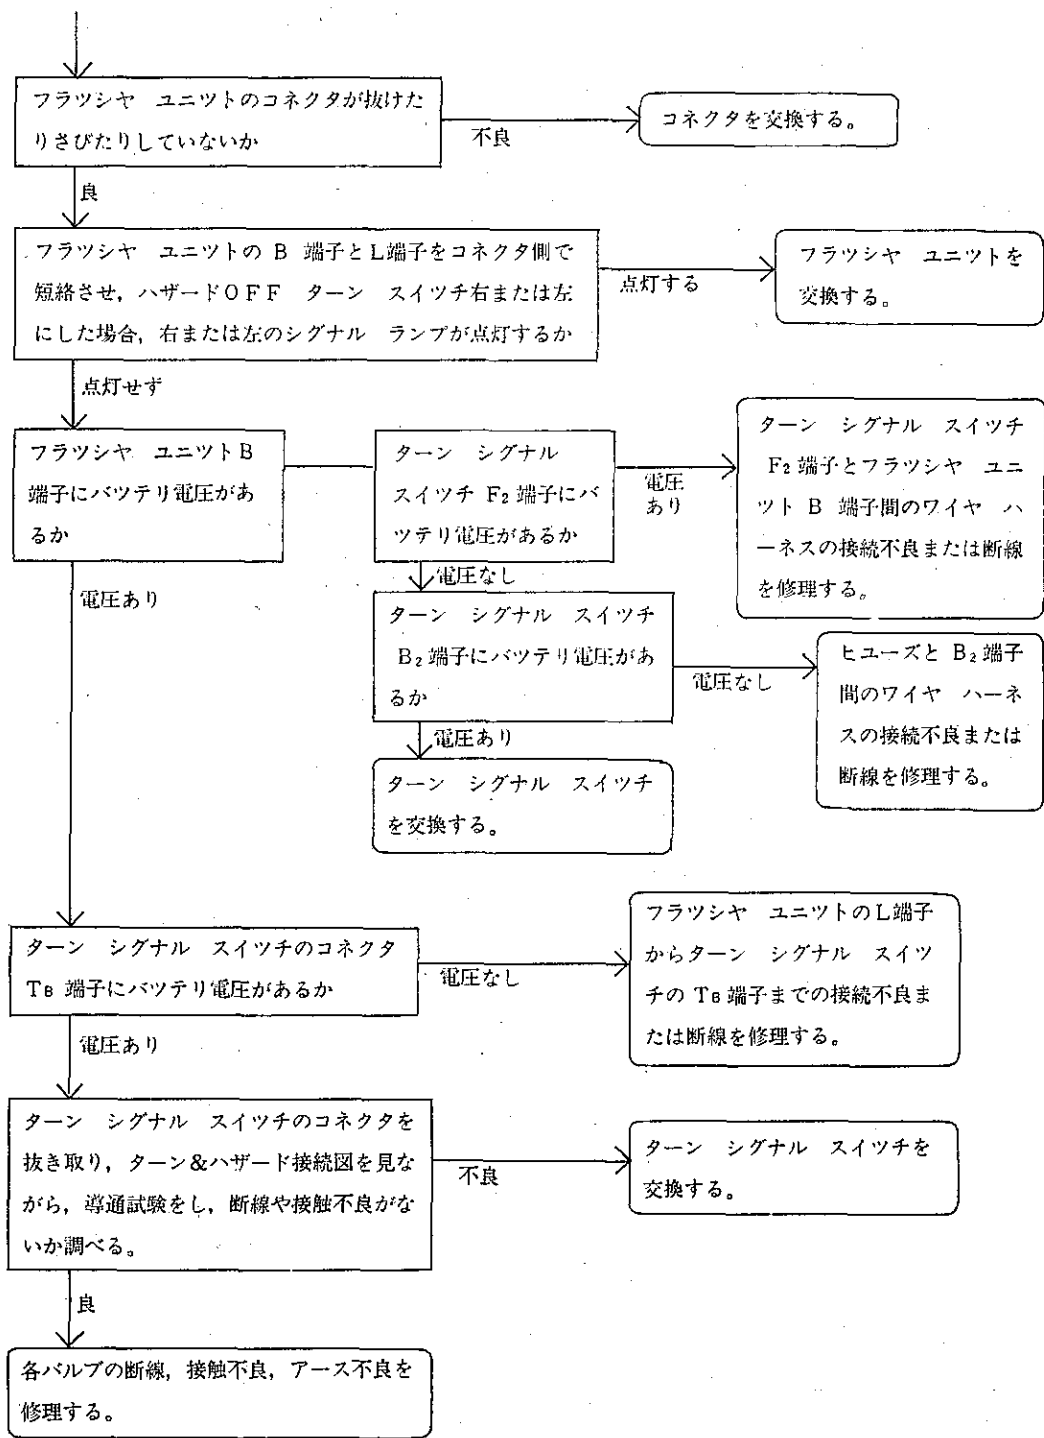 フラツシヤ ユニツトのコネクタが抜けた
りさびたりしていないか
不良
コネクタを交換する。
良
フラツシヤ ユニツトの B 端子とL端子をコネクタ側で
短絡させ，ハザードOFF ターン スイツチ右または左
にした場合，右または左のシグナル ランプが点灯するか
点灯する
フラツシヤ ユニツトを
交換する。
点灯せず
フラツシヤ ユニツトB
端子にバツテリ電圧があ
るか
ターン シグナル
スイツチ F₂ 端子にバ
ツテリ電圧があるか
電圧
あり
ターン シグナル スイツチ
F₂ 端子とフラツシヤ ユニ
ツト B 端子間のワイヤ ハ
ーネスの接続不良または断線
を修理する。
電圧なし
電圧あり
ターン シグナル スイツチ
B₂ 端子にバツテリ電圧があ
るか
電圧なし
ヒユーズと B₂ 端子
間のワイヤ ハーネ
スの接続不良または
断線を修理する。
電圧あり
ターン シグナル スイツチ
を交換する。
ターン シグナル スイツチのコネクタ
TB 端子にバツテリ電圧があるか
電圧なし
フラツシヤ ユニツトのL端子
からターン シグナル スイツ
チの TB 端子までの接続不良ま
たは断線を修理する。
電圧あり
ターン シグナル スイツチのコネクタを
抜き取り，ターン&ハザード接続図を見な
がら，導通試験をし，断線や接触不良がな
いか調べる。
不良
ターン シグナル スイツチを
交換する。
良
各バルブの断線，接触不良，アース不良を
修理する。